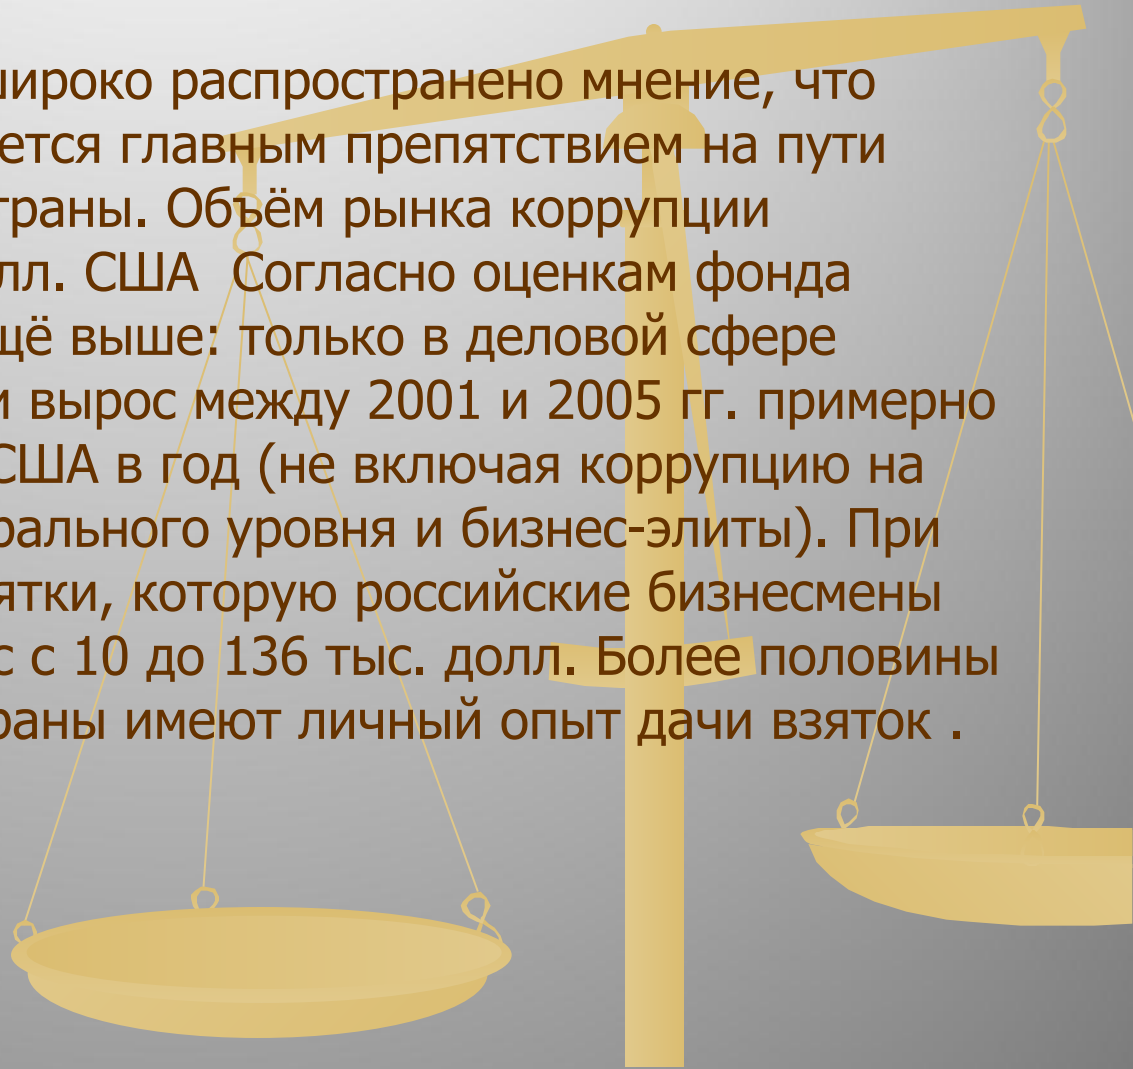 ироко распространено мнение, что
ется главным препятствием на пути
траны. Объём рынка коррупции
лл. США Согласно оценкам фонда
щё выше: только в деловой сфере
и вырос между 2001 и 2005 гг. примерно
США в год (не включая коррупцию на
рального уровня и бизнес-элиты). При
ятки, которую российские бизнесмены
с с 10 до 136 тыс. долл. Более половины
раны имеют личный опыт дачи взяток .